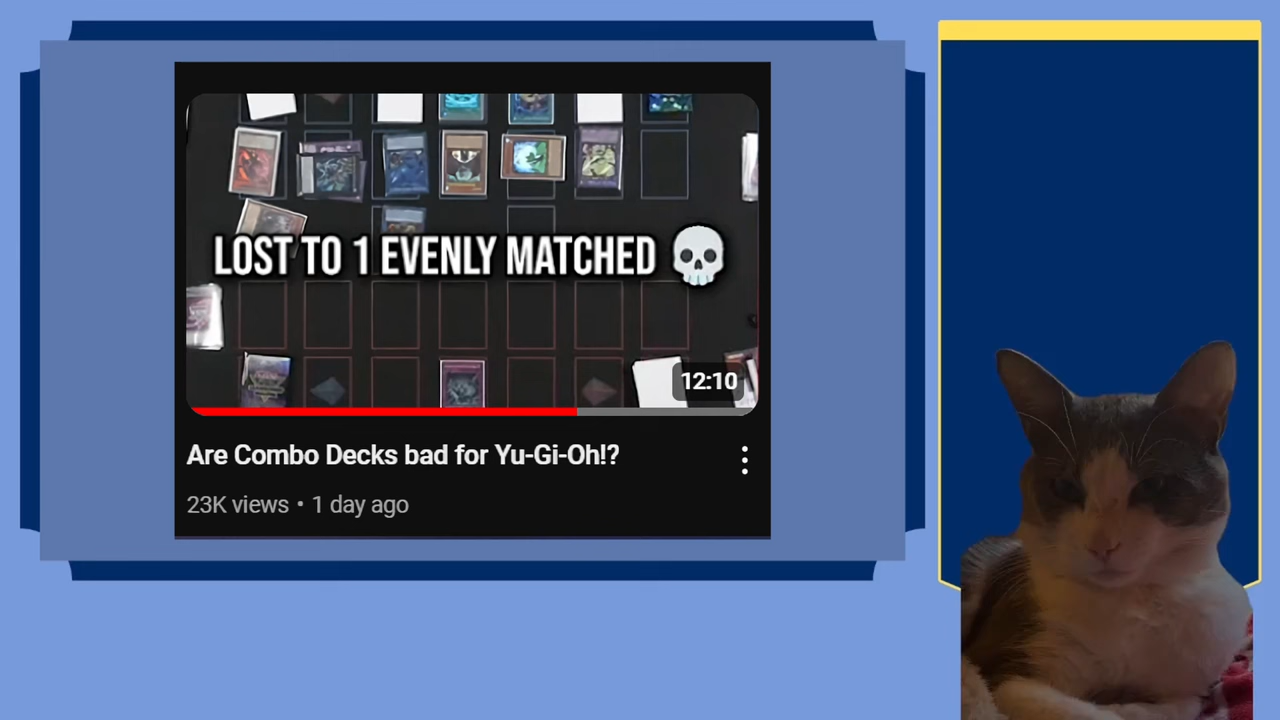 LOST TO 1 EVENLY MATCHED 💀
12:10
Are Combo Decks bad for Yu-Gi-Oh!?
23K views • 1 day ago